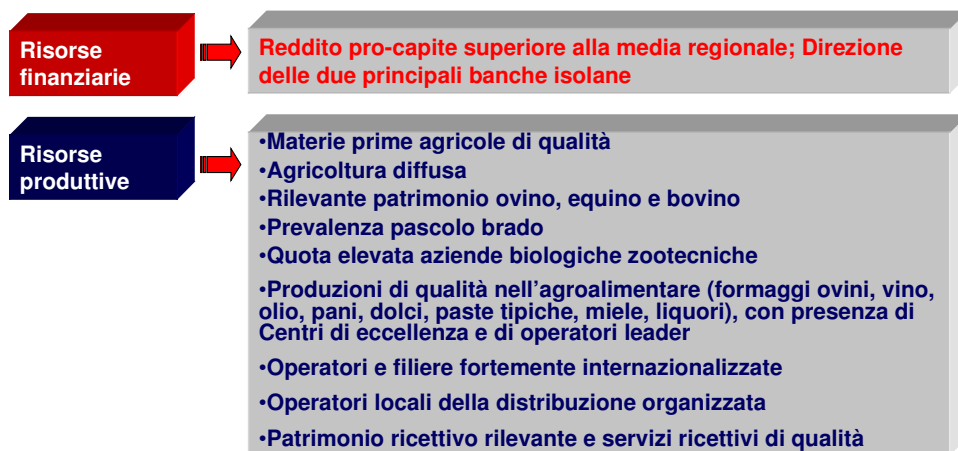 Risorse
finanziarie
Reddito pro-capite superiore alla media regionale; Direzione
delle due principali banche isolane
Risorse
produttive
•Materie prime agricole di qualità
•Agricoltura diffusa
•Rilevante patrimonio ovino, equino e bovino
•Prevalenza pascolo brado
•Quota elevata aziende biologiche zootecniche
•Produzioni di qualità nell’agroalimentare (formaggi ovini, vino,
olio, pani, dolci, paste tipiche, miele, liquori), con presenza di
Centri di eccellenza e di operatori leader
•Operatori e filiere fortemente internazionalizzate
•Operatori locali della distribuzione organizzata
•Patrimonio ricettivo rilevante e servizi ricettivi di qualità